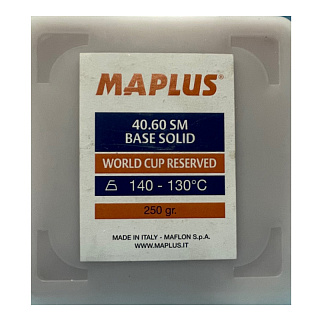 MAPLUS®
40.60 SM
BASE SOLID
WORLD CUP RESERVED
140 - 130°C
250 gr.
MADE IN ITALY - MAFLON S.p.A.
WWW.MAPLUS.IT